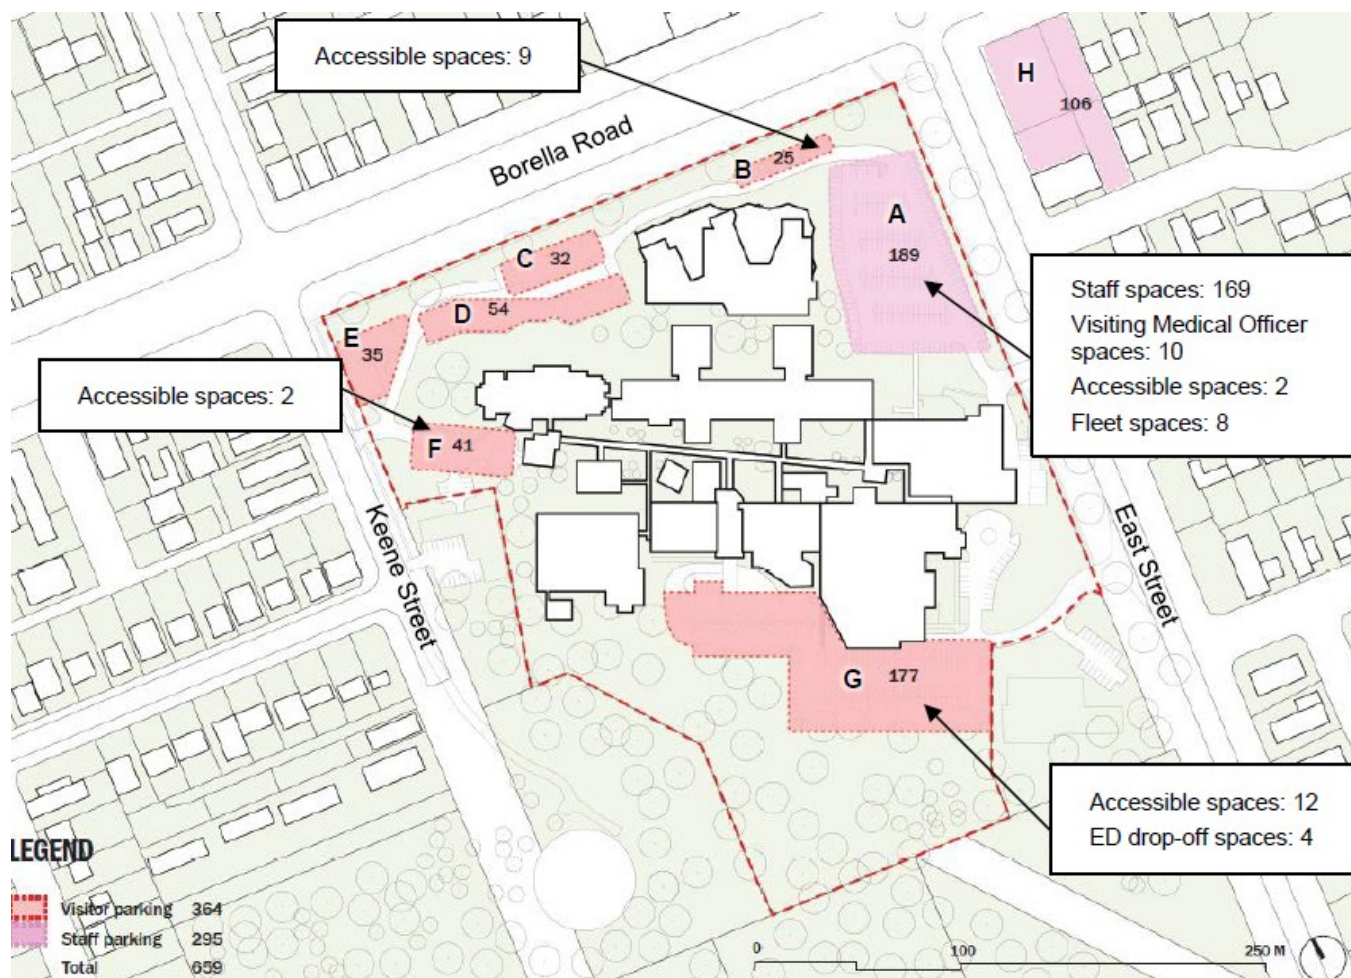 Accessible spaces: 9
H
106
Borella Road
B
25
A
189
C
32
D
54
E
35
Staff spaces: 169
Visiting Medical Officer
spaces: 10
Accessible spaces: 2
Fleet spaces: 8
Accessible spaces: 2
F
41
Keene Street
East Street
G
177
Accessible spaces: 12
ED drop-off spaces: 4
LEGEND
Visitor parking 364
Staff parking 295
Total 659
0 100 250 M